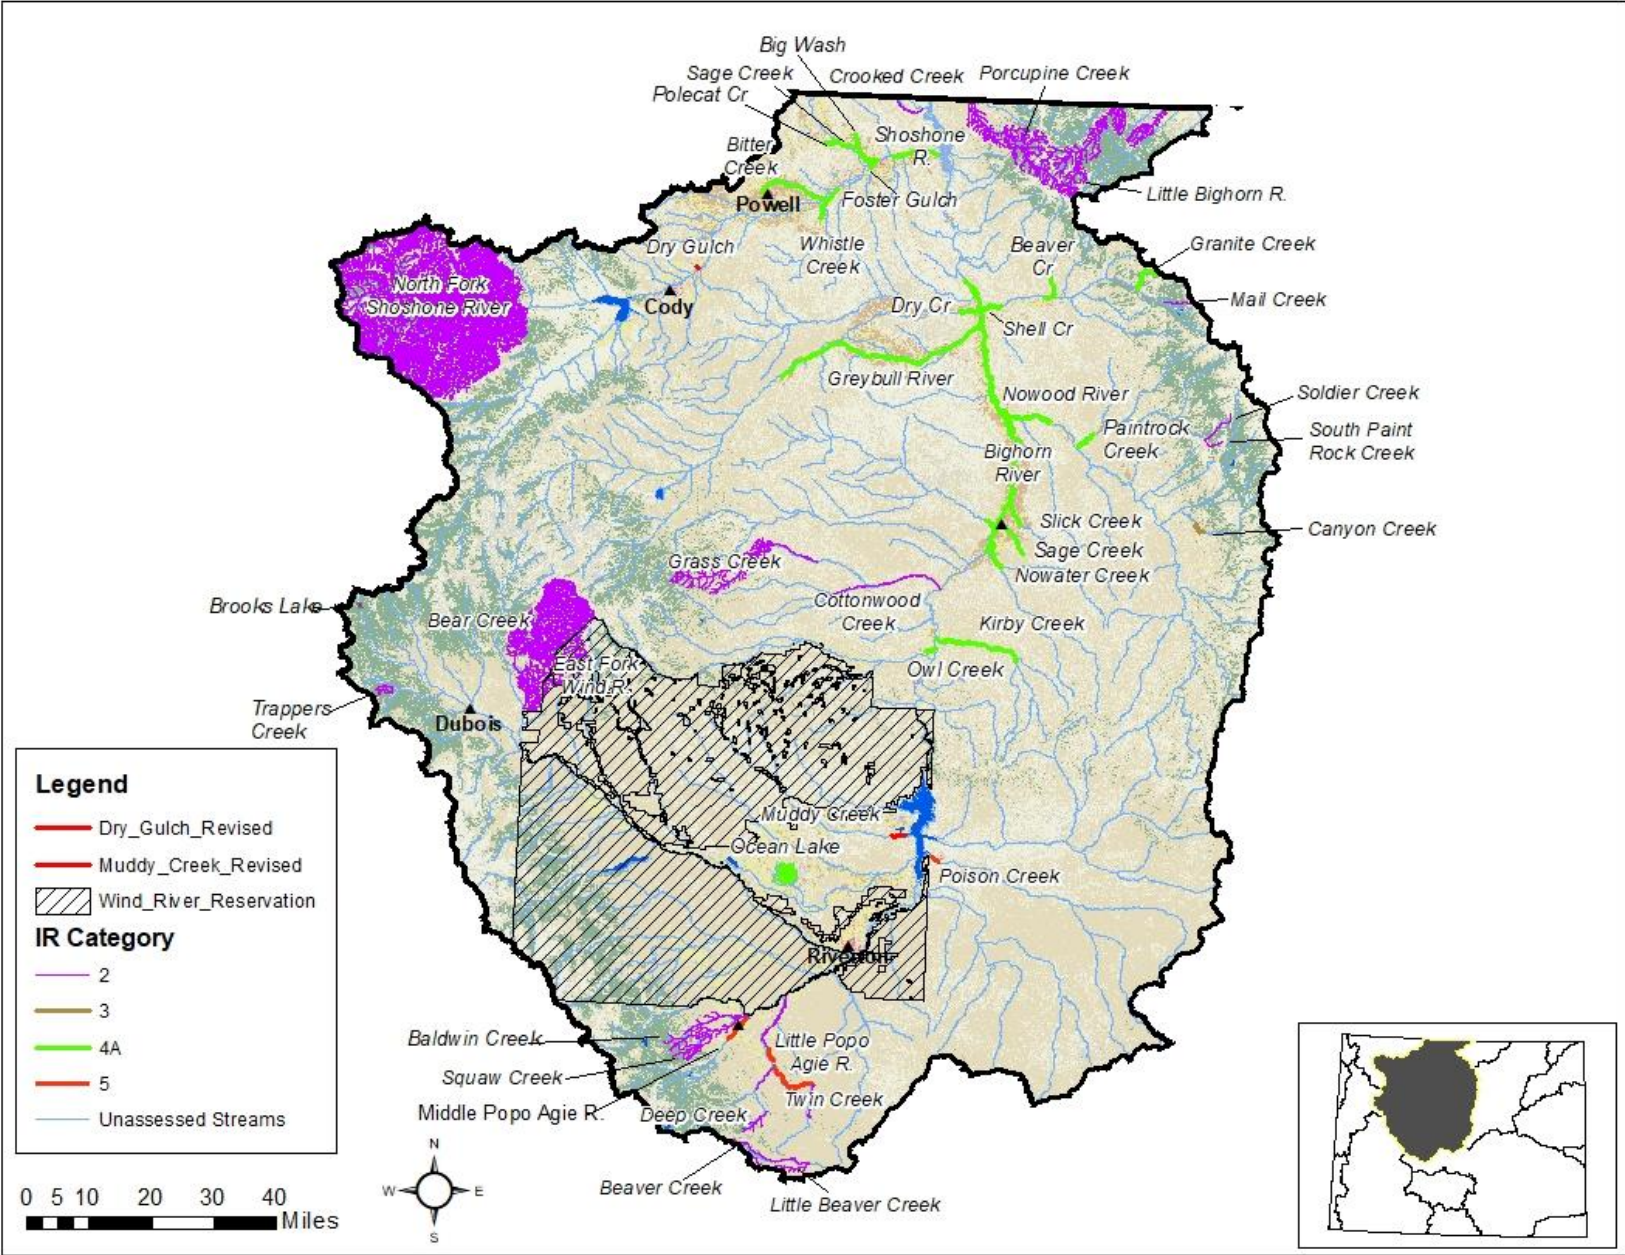 Big Wash
Sage Creek
Crooked Creek
Porcupine Creek
Polecat Cr
Shoshone
R.
Bitter
Creek
Little Bighorn R.
Powell
Foster Gulch
Dry Gulch
Whistle
Creek
Beaver
Cr
Granite Creek
North Fork
Shoshone River
Cody
Dry Cr
Mail Creek
Shell Cr
Greybull River
Nowood River
Soldier Creek
Paintrock
Creek
South Paint
Rock Creek
Bighorn
River
Slick Creek
Canyon Creek
Sage Creek
Grass Creek
Nowater Creek
Brooks Lake
Bear Creek
Cottonwood
Creek
Kirby Creek
East Fork
Wind R.
Owl Creek
Trappers
Creek
Dubois
Muddy Creek
Ocean Lake
Poison Creek
Riverton
Baldwin Creek
Little Popo
Agie R.
Squaw Creek
Twin Creek
Middle Popo Agie R.
Deep Creek
Beaver Creek
Little Beaver Creek
Legend
Dry_Gulch_Revised
Muddy_Creek_Revised
Wind_River_Reservation
IR Category
2
3
4A
5
Unassessed Streams
0 5 10 20 30 40
Miles
N
W E
S